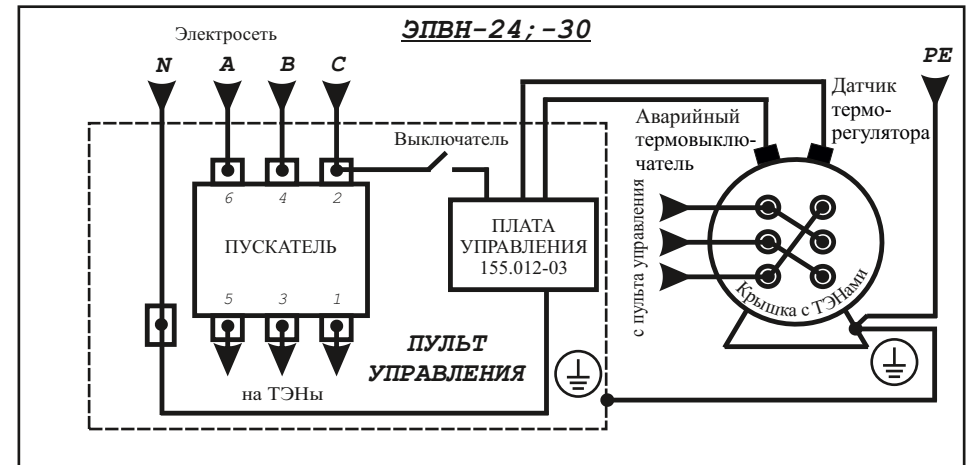 ЭПВН-24;-30
Электросеть
N A B C
PE
Датчик
термо-
регулятора
Аварийный
термовыклю-
чатель
Выключатель
6 4 2
ПУСКАТЕЛЬ
5 3 1
на ТЭНы
ПЛАТА
УПРАВЛЕНИЯ
155.012-03
ПУЛЬТ
УПРАВЛЕНИЯ
с пульта управления
Крышка с ТЭНами